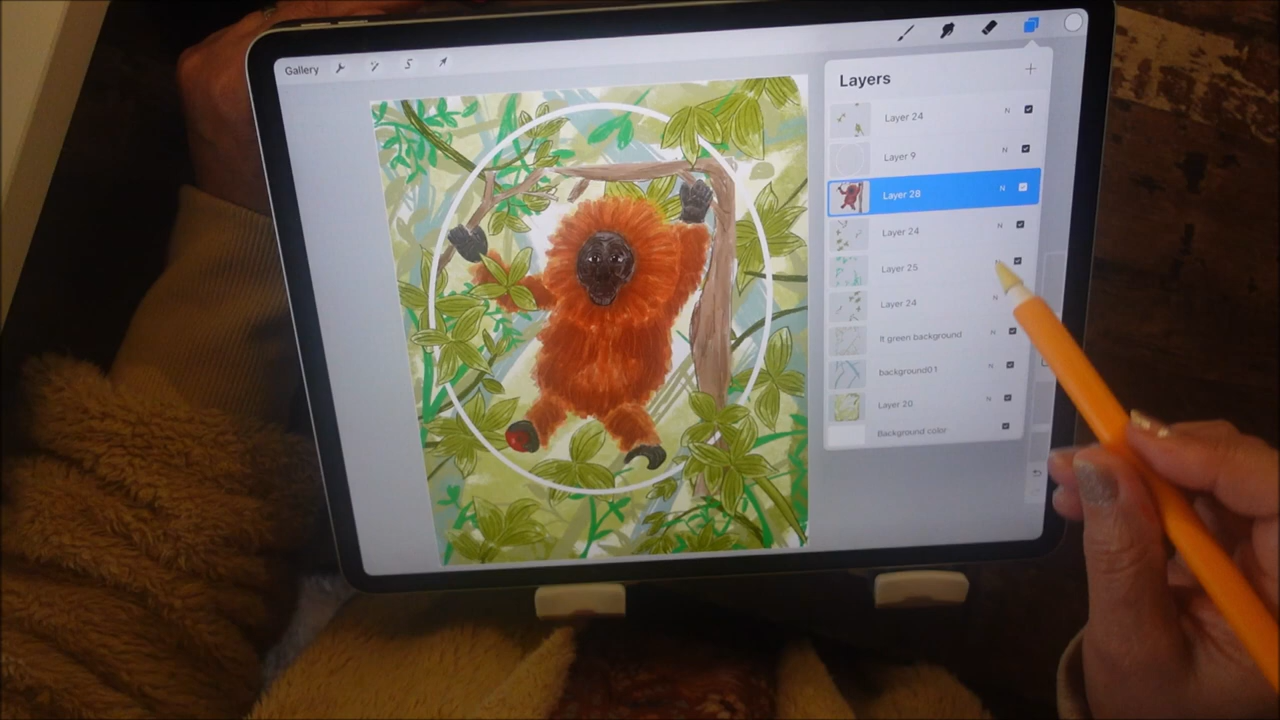 Gallery
Layers
Layer 24 N
Layer 9 N
Layer 28 N
Layer 24 N
Layer 25
Layer 24 N
lt green background N
background01 N
Layer 20 N
Background color